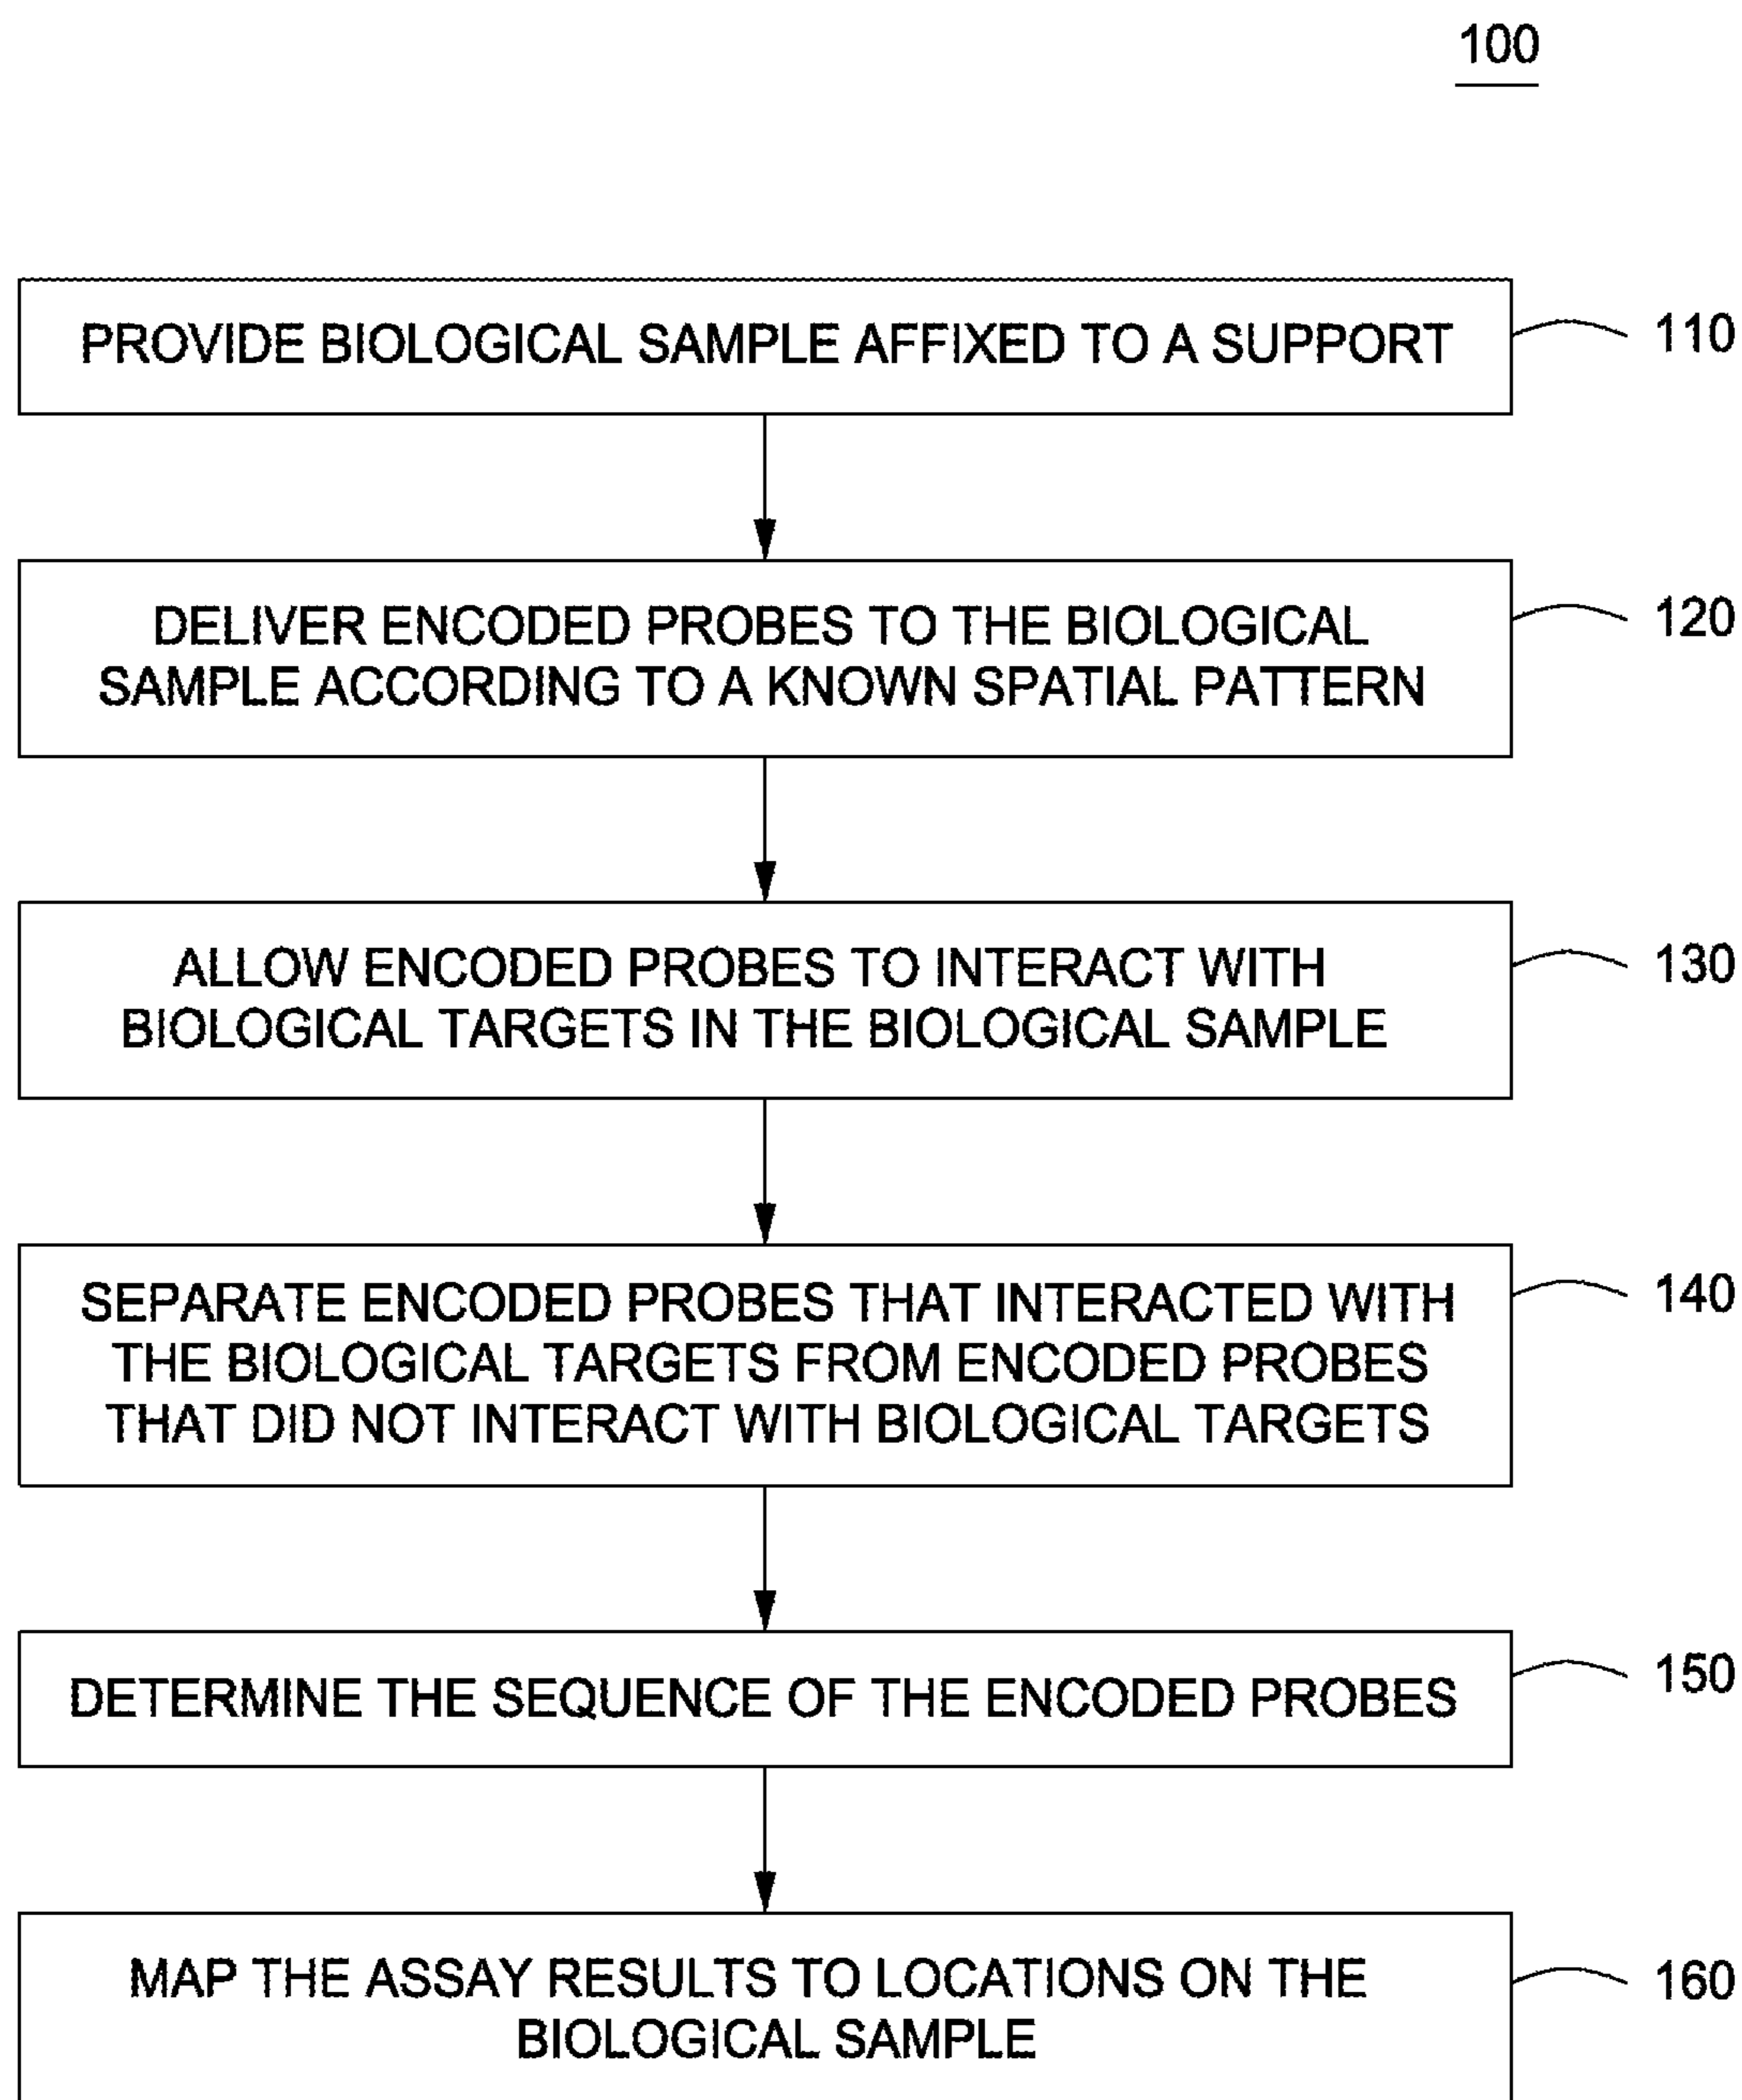 100
PROVIDE BIOLOGICAL SAMPLE AFFIXED TO A SUPPORT
110
DELIVER ENCODED PROBES TO THE BIOLOGICAL
SAMPLE ACCORDING TO A KNOWN SPATIAL PATTERN
120
ALLOW ENCODED PROBES TO INTERACT WITH
BIOLOGICAL TARGETS IN THE BIOLOGICAL SAMPLE
130
SEPARATE ENCODED PROBES THAT INTERACTED WITH
THE BIOLOGICAL TARGETS FROM ENCODED PROBES
THAT DID NOT INTERACT WITH BIOLOGICAL TARGETS
140
DETERMINE THE SEQUENCE OF THE ENCODED PROBES
150
MAP THE ASSAY RESULTS TO LOCATIONS ON THE
BIOLOGICAL SAMPLE
160